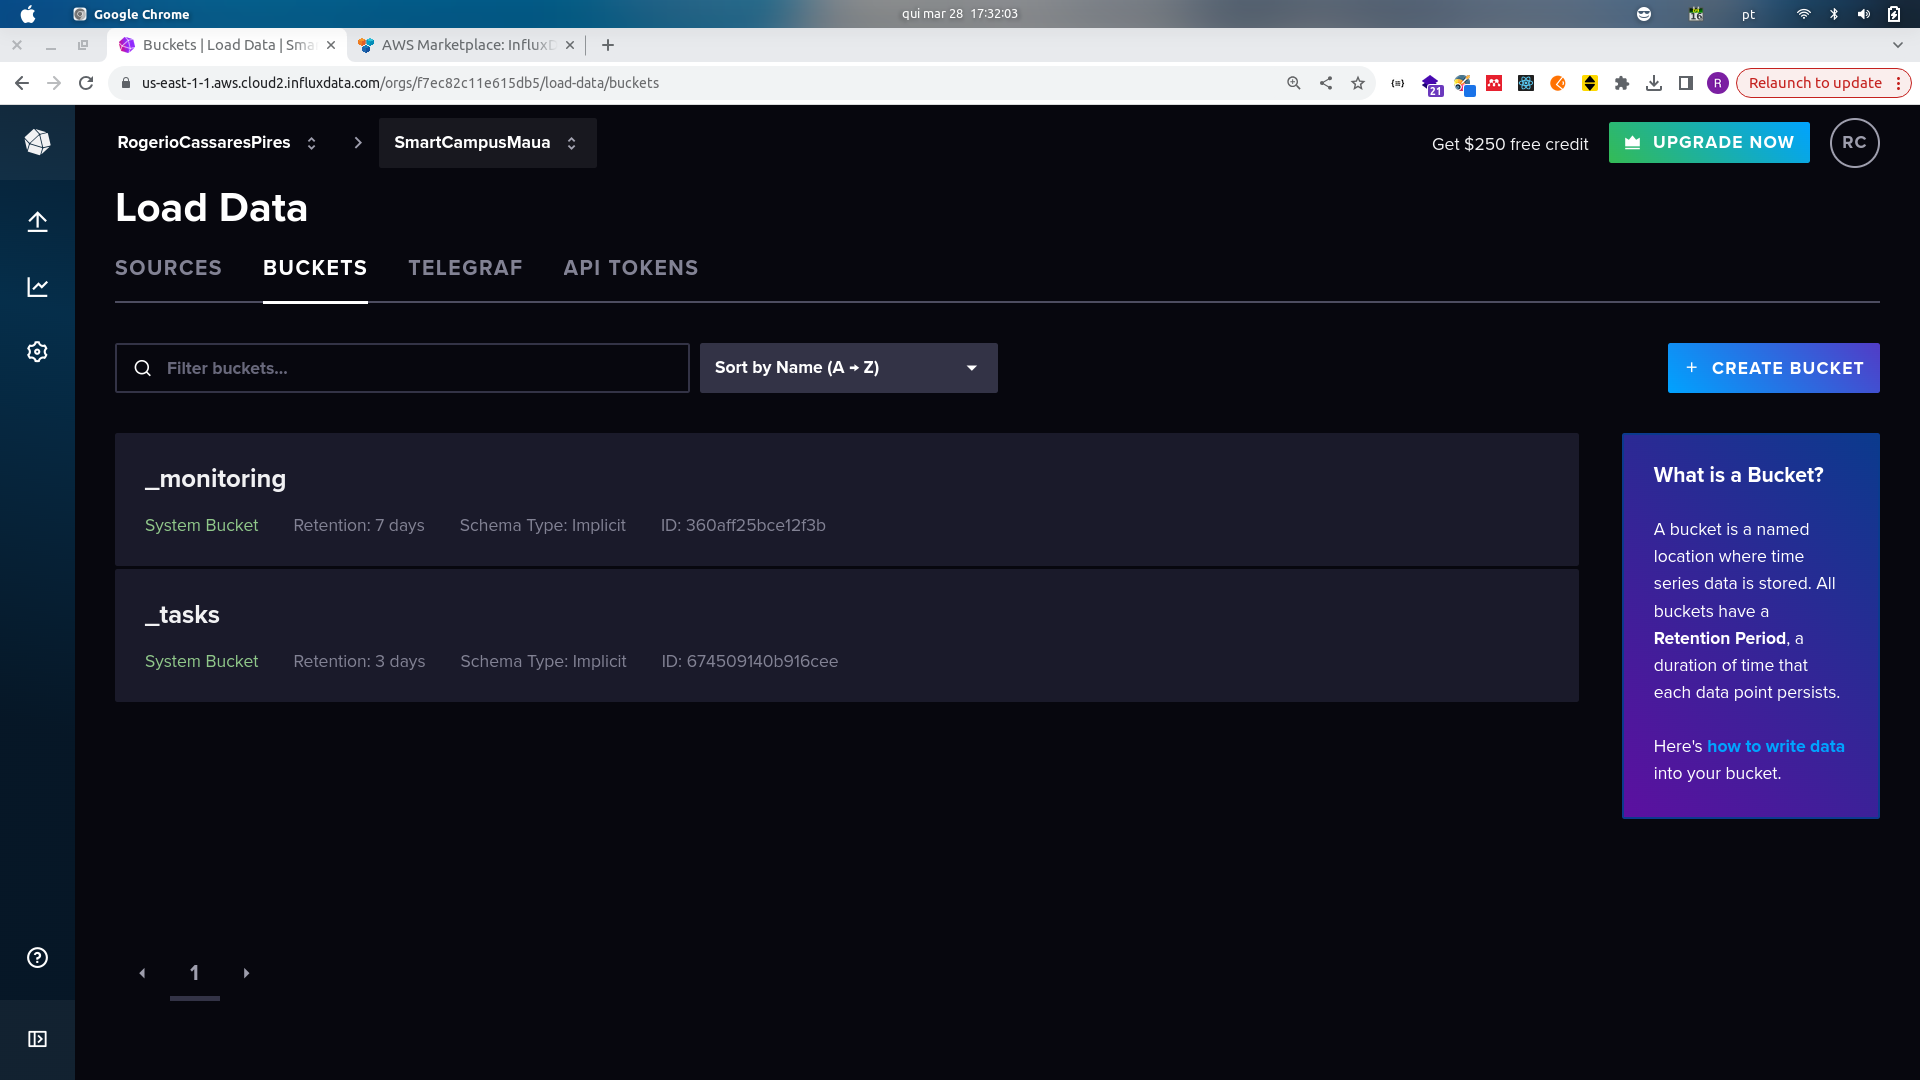 Google Chrome
qui mar 28 17:32:03
pt
Buckets | Load Data | Sma
AWS Marketplace: InfluxD
us-east-1-1.aws.cloud2.influxdata.com/orgs/f7ec82c11e615db5/load-data/buckets
21
R
Relaunch to update
RogerioCassaresPires
SmartCampusMaua
Get $250 free credit
UPGRADE NOW
RC
Load Data
SOURCES
BUCKETS
TELEGRAF
API TOKENS
Filter buckets...
Sort by Name (A → Z)
+ CREATE BUCKET
_monitoring
System Bucket
Retention: 7 days
Schema Type: Implicit
ID: 360aff25bce12f3b
_tasks
System Bucket
Retention: 3 days
Schema Type: Implicit
ID: 674509140b916cee
What is a Bucket?
A bucket is a named
location where time
series data is stored. All
buckets have a
Retention Period, a
duration of time that
each data point persists.
Here's how to write data
into your bucket.
1